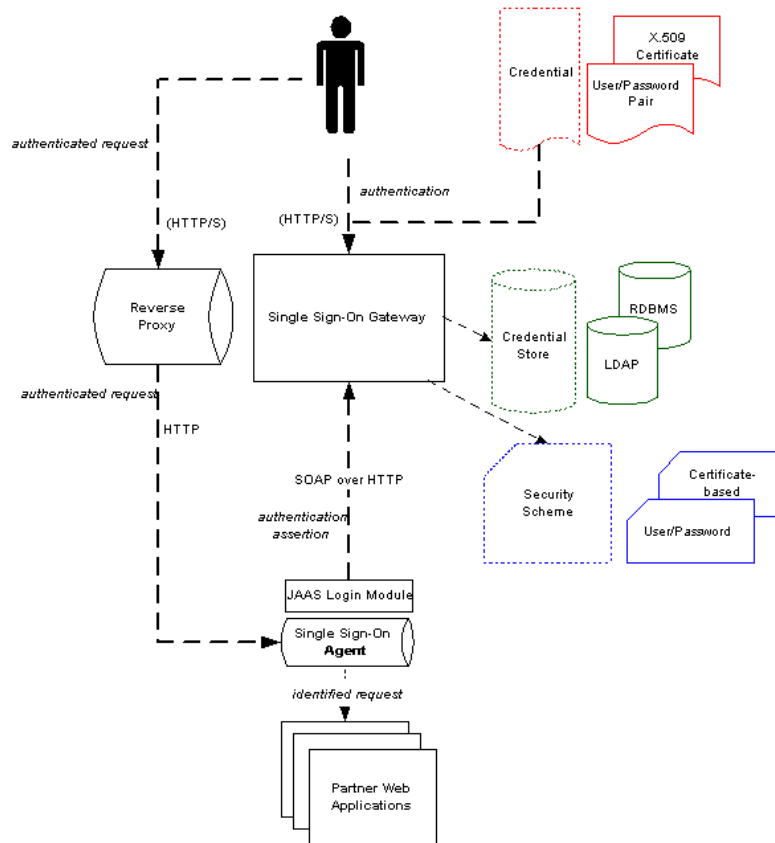 X.509
Certificate
Credential
User/Password
Pair
authenticated request
authentication
(HTTP/S)
(HTTP/S)
Reverse
Proxy
Single Sign-On Gateway
Credential
Store
RDBMS
LDAP
authenticated request
HTTP
SOAP over HTTP
authentication
assertion
Security
Scheme
Certificate-
based
User/Password
JAAS Login Module
Single Sign-On
Agent
identified request
Partner Web
Applications